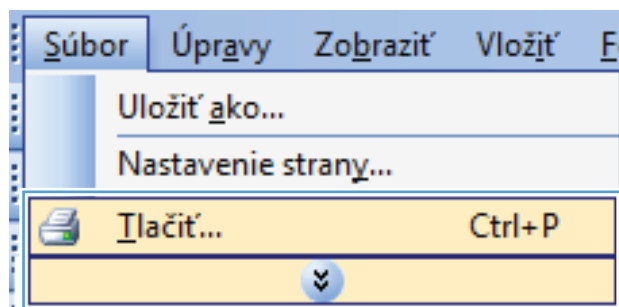 Súbor Úpravy Zobraziť Vložiť F
Uložiť ako...
Nastavenie strany...
Tlačiť... Ctrl+P